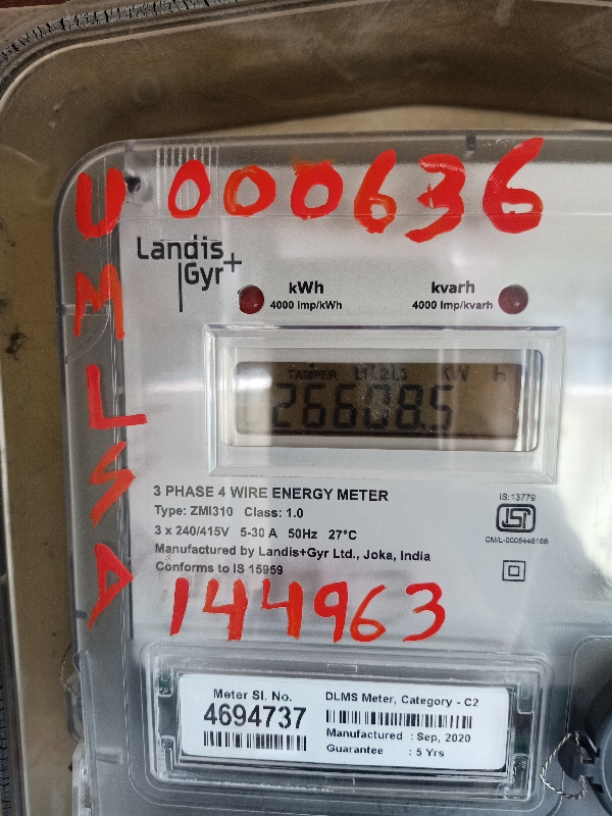 U 000636
M
L
S
D
Landis
Gyr+
kWh
4000 Imp/kWh
kvarh
4000 Imp/kvarh
TAMPER L1L2L3 KW h
26608.5
3 PHASE 4 WIRE ENERGY METER
Type: ZMI310 Class: 1.0
3 x 240/415V 5-30 A 50Hz 27°C
Manufactured by Landis+Gyr Ltd., Joka, India
Conforms to IS 15959
IS:13779
ISI
144963
Meter Sl. No.
4694737
DLMS Meter, Category - C2
Manufactured : Sep, 2020
Guarantee : 5 Yrs